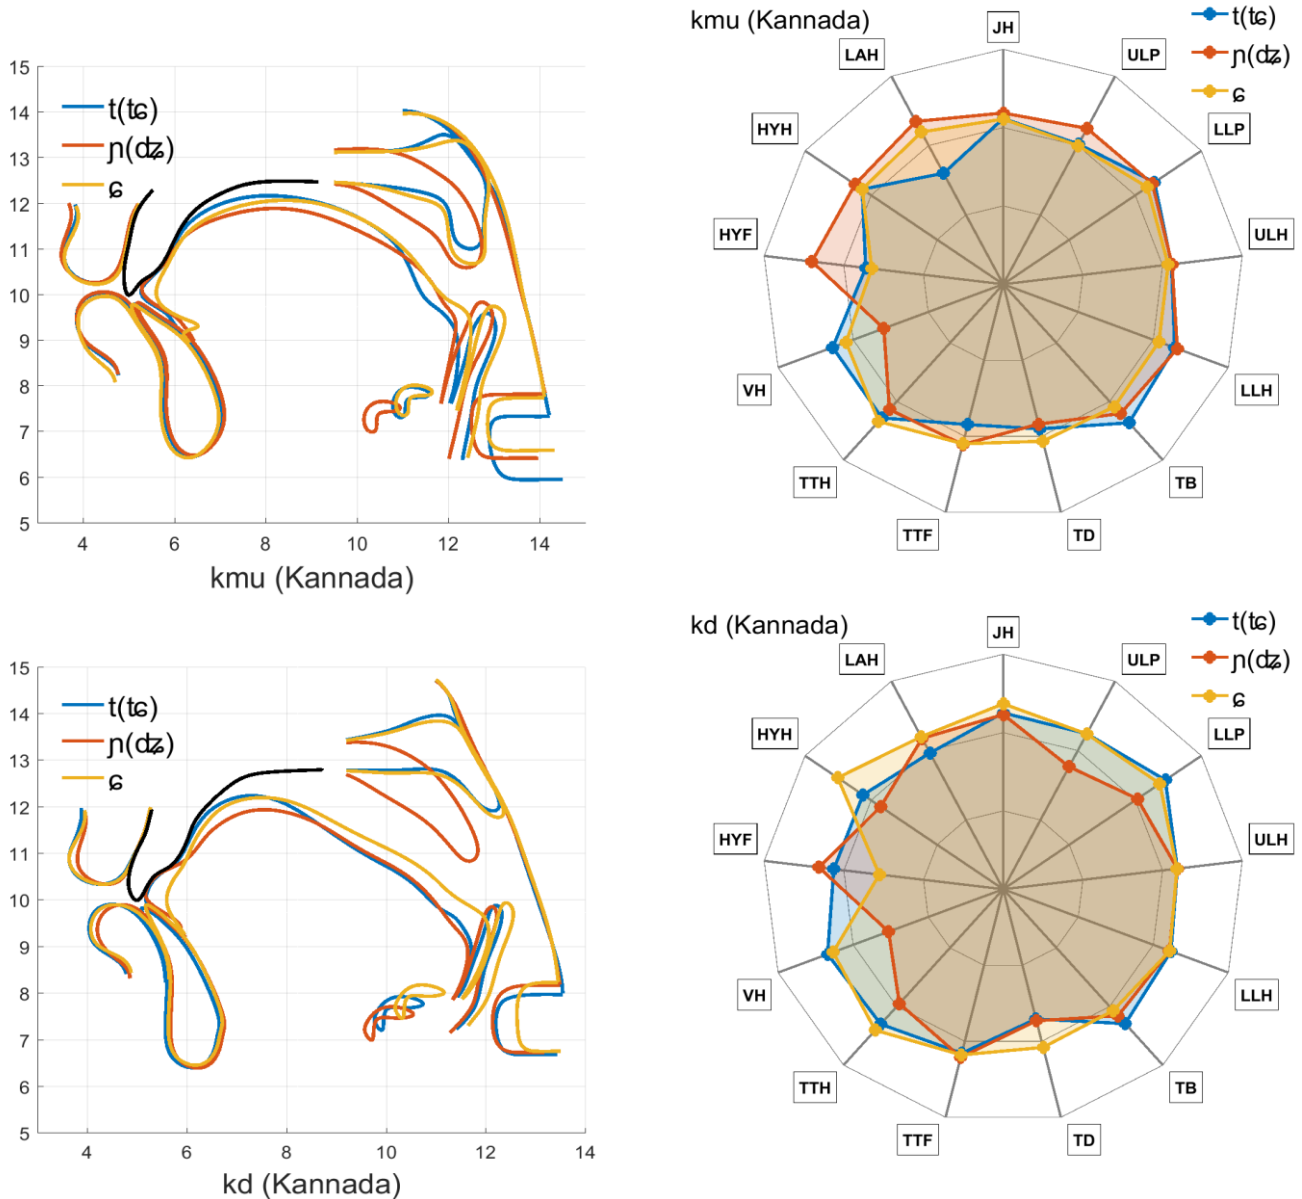 kmu (Kannada)
t(tɕ)
ɲ(dʑ)
ɕ
JH
ULP
LLP
ULH
LLH
TB
TD
TTF
TTH
VH
HYF
HYH
LAH
15
14
13
12
11
10
9
8
7
6
5
t(tɕ)
ɲ(dʑ)
ɕ
4 6 8 10 12 14
kmu (Kannada)
kd (Kannada)
t(tɕ)
ɲ(dʑ)
ɕ
JH
ULP
LLP
ULH
LLH
TB
TD
TTF
TTH
VH
HYF
HYH
LAH
15
14
13
12
11
10
9
8
7
6
5
t(tɕ)
ɲ(dʑ)
ɕ
4 6 8 10 12 14
kd (Kannada)